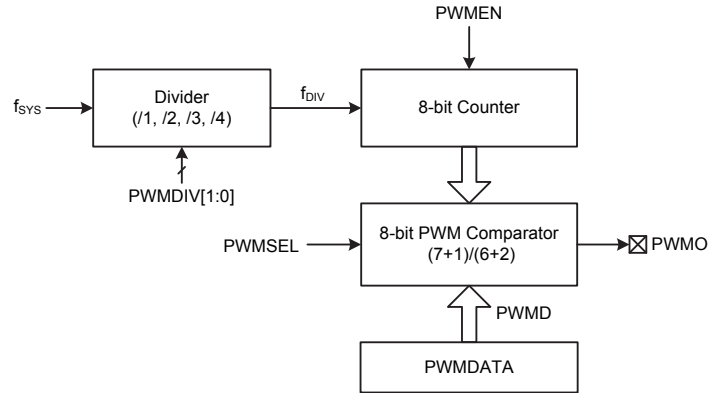 PWMEN
Divider
(/1, /2, /3, /4)
fSYS
fDIV
8-bit Counter
PWMDIV[1:0]
8-bit PWM Comparator
(7+1)/(6+2)
PWMSEL
PWMO
PWMD
PWMDATA